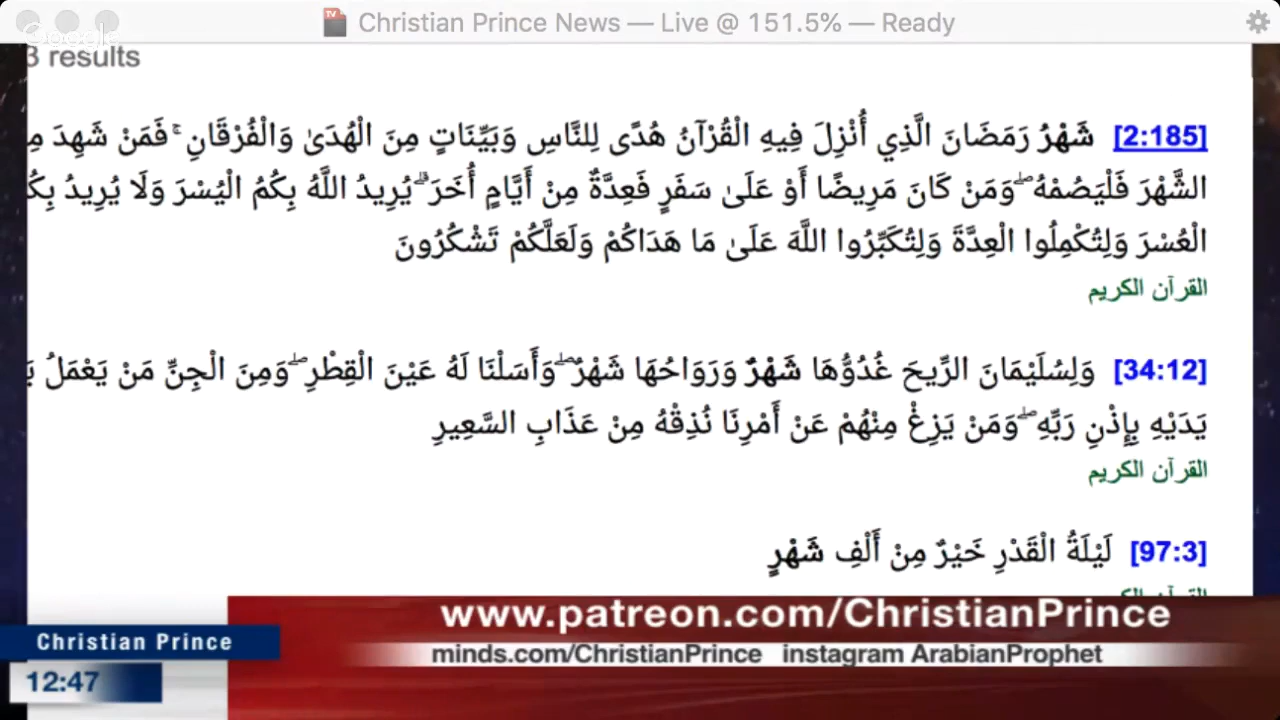 Christian Prince News — Live @ 151.5% — Ready
Google
3 results
[2:185] شَهْرُ رَمَضَانَ الَّذِي أُنْزِلَ فِيهِ الْقُرْآنُ هُدًى لِلنَّاسِ وَبَيِّنَاتٍ مِنَ الْهُدَىٰ وَالْفُرْقَانِ ۚ فَمَنْ شَهِدَ
الشَّهْرَ فَلْيَصُمْهُ ۖ وَمَنْ كَانَ مَرِيضًا أَوْ عَلَىٰ سَفَرٍ فَعِدَّةٌ مِنْ أَيَّامٍ أُخَرَ ۗ يُرِيدُ اللَّهُ بِكُمُ الْيُسْرَ وَلَا يُرِيدُ
الْعُسْرَ وَلِتُكْمِلُوا الْعِدَّةَ وَلِتُكَبِّرُوا اللَّهَ عَلَىٰ مَا هَدَاكُمْ وَلَعَلَّكُمْ تَشْكُرُونَ
القرآن الكريم
[34:12] وَلِسُلَيْمَانَ الرِّيحَ غُدُوُّهَا شَهْرٌ وَرَوَاحُهَا شَهْرٌ ۖ وَأَسَلْنَا لَهُ عَيْنَ الْقِطْرِ ۖ وَمِنَ الْجِنِّ مَنْ يَعْمَلُ
يَدَيْهِ بِإِذْنِ رَبِّهِ ۖ وَمَنْ يَزِغْ مِنْهُمْ عَنْ أَمْرِنَا نُذِقْهُ مِنْ عَذَابِ السَّعِيرِ
القرآن الكريم
[97:3] لَيْلَةُ الْقَدْرِ خَيْرٌ مِنْ أَلْفِ شَهْرٍ
www.patreon.com/ChristianPrince
Christian Prince
minds.com/ChristianPrince instagram ArabianProphet
12:47